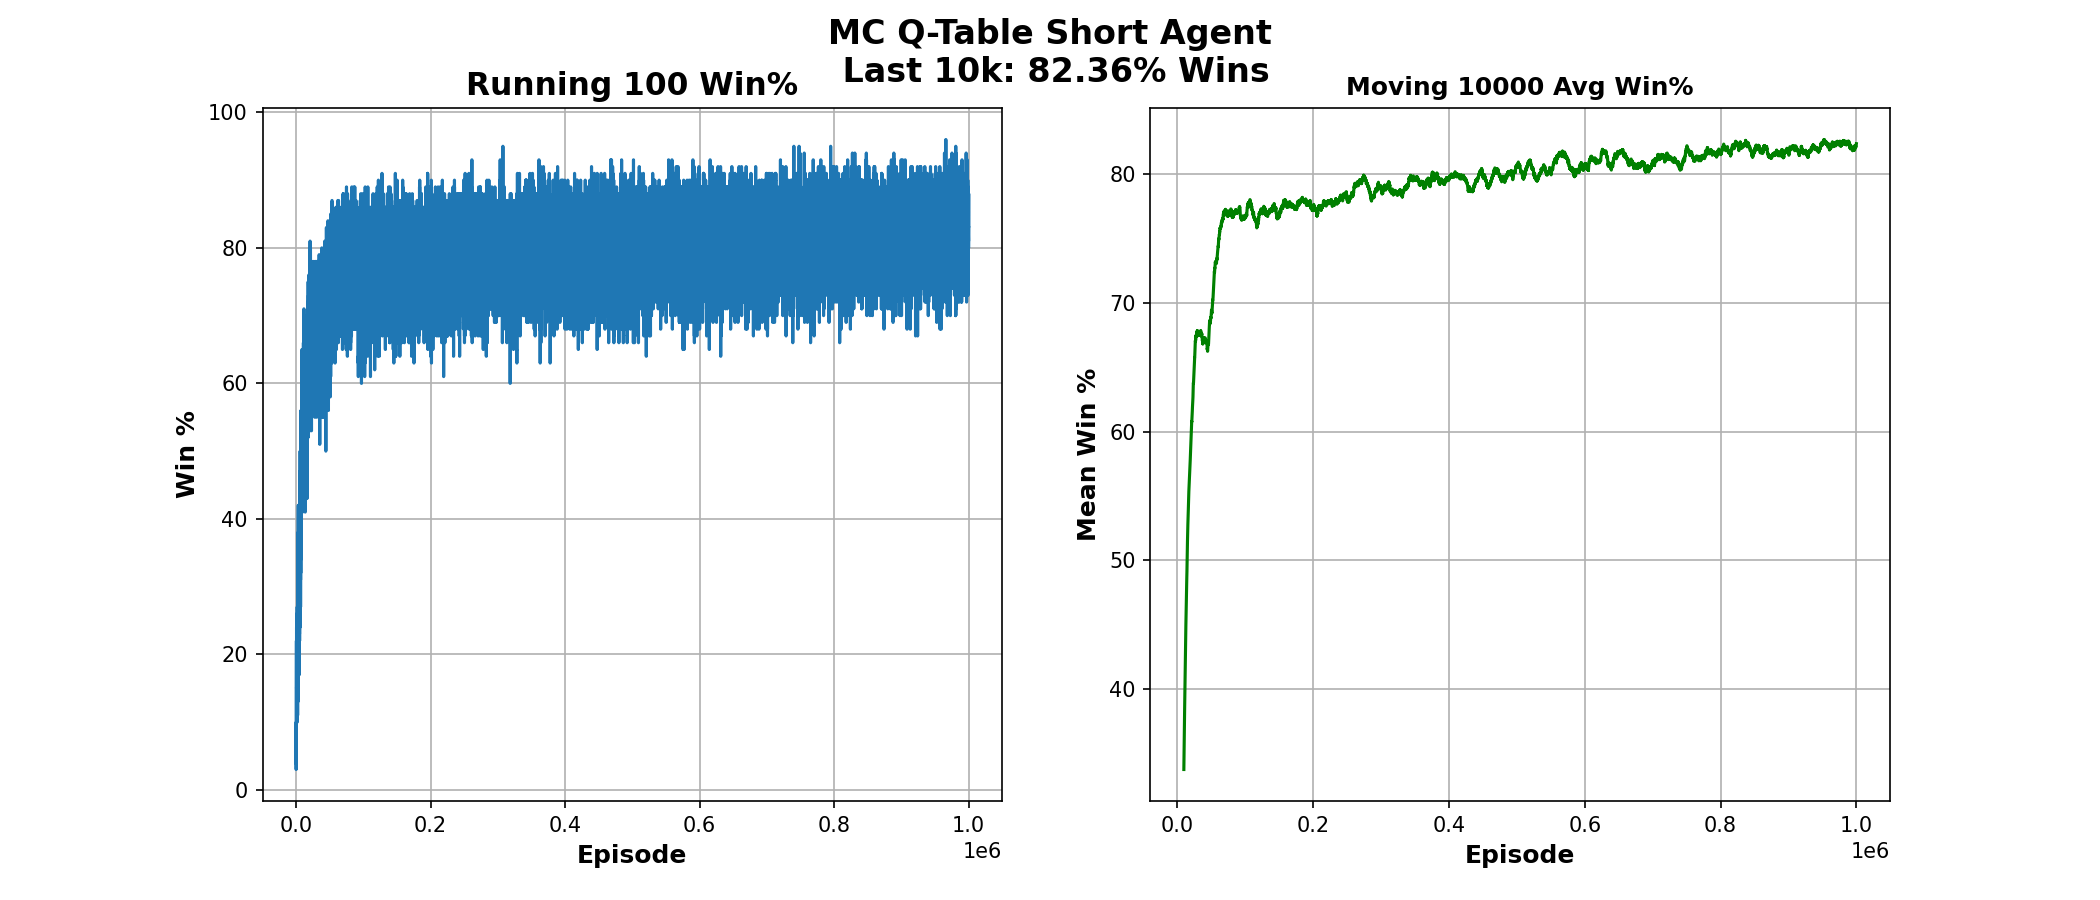 MC Q-Table Short Agent
Last 10k: 82.36% Wins
Running 100 Win%
100
80
60
40
20
0
Win %
0.0 0.2 0.4 0.6 0.8 1.0
1e6
Episode
Moving 10000 Avg Win%
80
70
60
50
40
Mean Win %
0.0 0.2 0.4 0.6 0.8 1.0
1e6
Episode